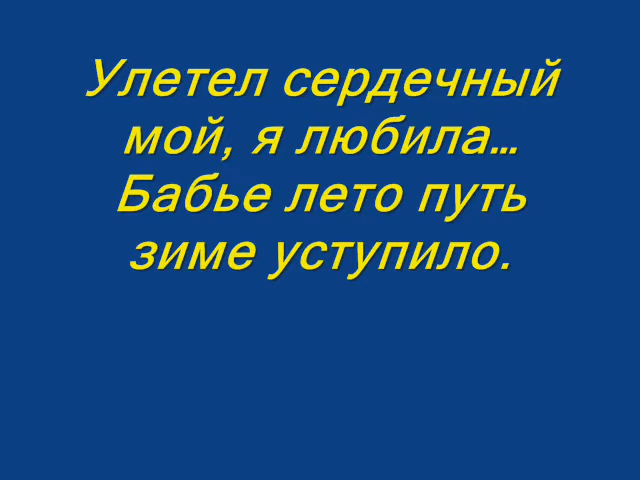 Улетел сердечный
мой, я любила...
Бабье лето путь
зиме уступило.